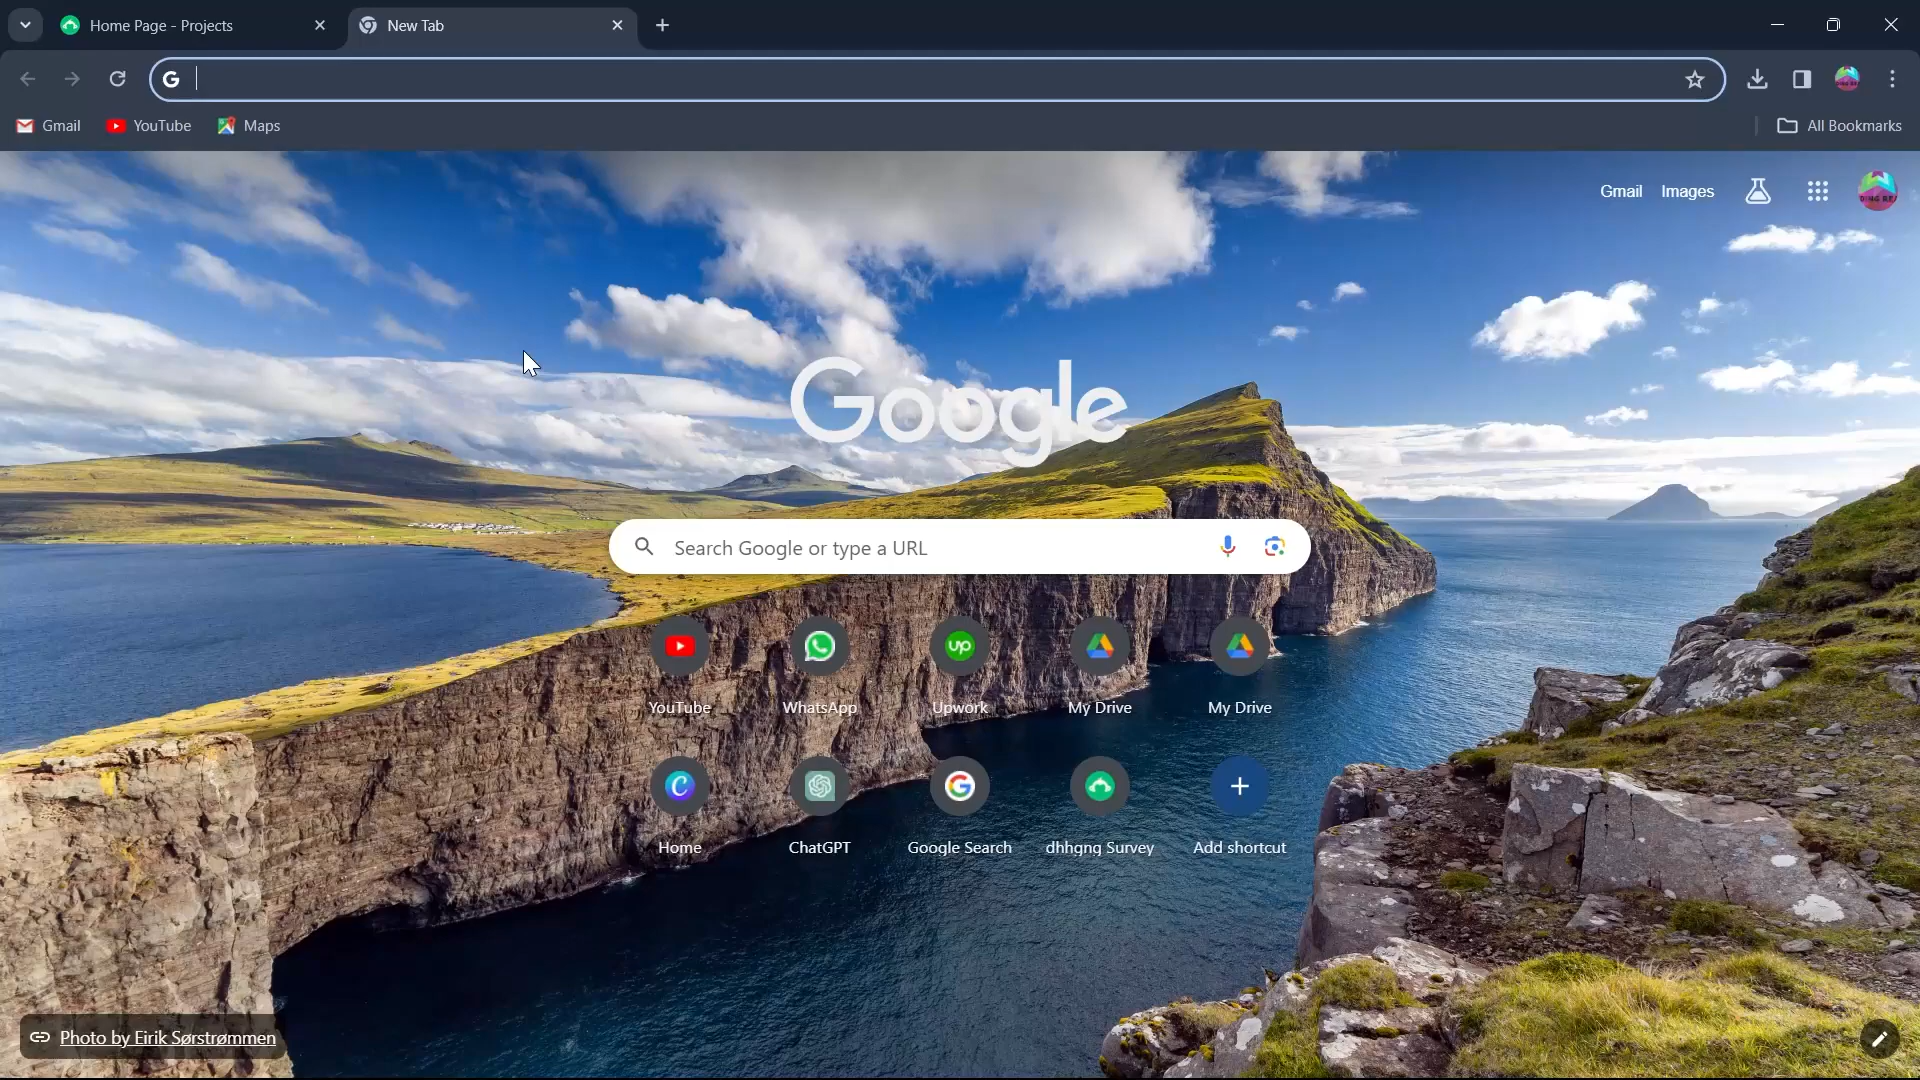 Home Page - Projects
New Tab
Gmail
YouTube
Maps
All Bookmarks
Gmail Images
Google
Search Google or type a URL
YouTube
WhatsApp
Upwork
My Drive
My Drive
Home
ChatGPT
Google Search
dhhgng Survey
Add shortcut
Photo by Eirik Sørstrømmen